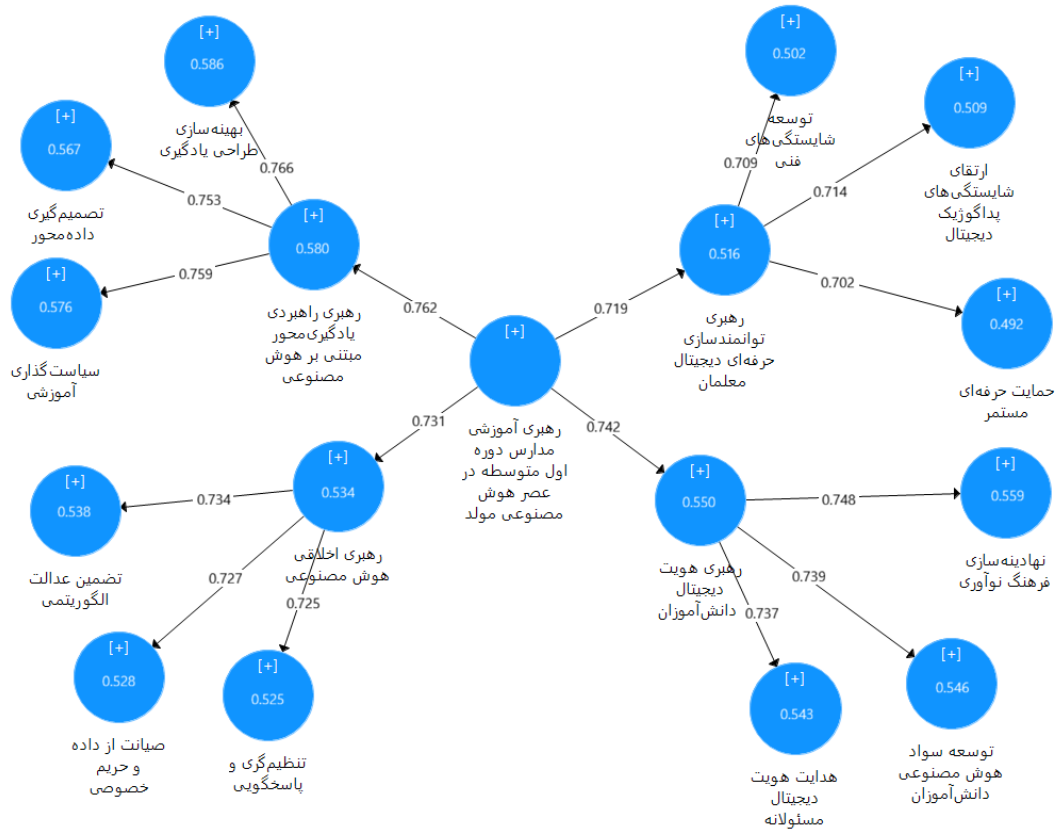 [+]
0.586
بهینه‌سازی
طراحی یادگیری
[+]
0.502
توسعه
شایستگی‌های
فنی
[+]
0.509
ارتقای
شایستگی‌های
پداگوژیک
دیجیتال
[+]
0.567
تصمیم‌گیری
داده‌محور
0.766
0.753
0.759
0.709
0.714
0.702
[+]
0.580
رهبری راهبردی
یادگیری‌محور
مبتنی بر هوش
مصنوعی
[+]
0.516
رهبری
توانمندسازی
حرفه‌ای دیجیتال
معلمان
[+]
0.576
سیاست‌گذاری
آموزشی
[+]
0.492
حمایت حرفه‌ای
مستمر
0.762
0.719
[+]
رهبری آموزشی
مدارس دوره
اول متوسطه در
عصر هوش
مصنوعی مولد
0.731
0.742
[+]
0.534
رهبری اخلاقی
هوش مصنوعی
[+]
0.550
رهبری هویت
دیجیتال
دانش‌آموزان
[+]
0.538
تضمین عدالت
الگوریتمی
[+]
0.559
نهادینه‌سازی
فرهنگ نوآوری
0.734
0.727
0.725
0.748
0.739
0.737
[+]
0.528
صیانت از داده
و حریم
خصوصی
[+]
0.525
تنظیم‌گری و
پاسخگویی
[+]
0.543
هدایت هویت
دیجیتال
مسئولانه
[+]
0.546
توسعه سواد
هوش مصنوعی
دانش‌آموزان